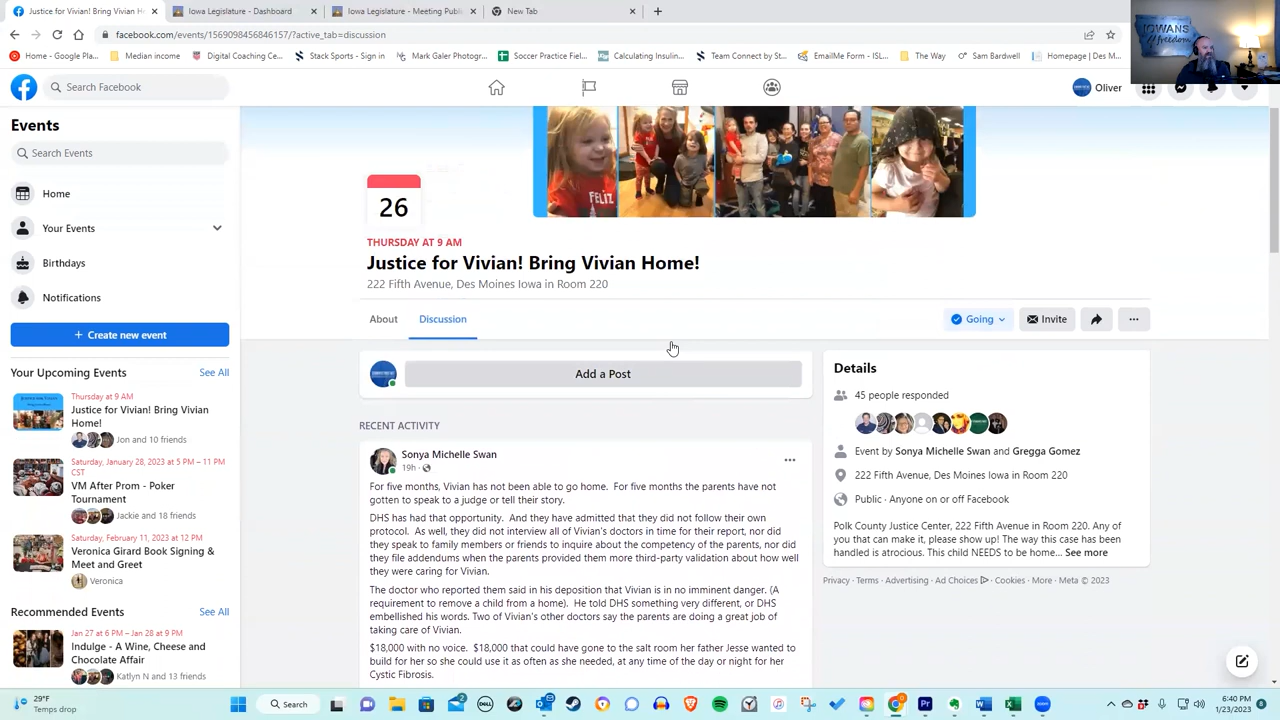 Justice for Vivian! Bring Vivian H
Iowa Legislature - Dashboard
Iowa Legislature - Meeting Publi
New Tab
facebook.com/events/1569098456846157/?active_tab=discussion
Home - Google Pla...
Median income
Digital Coaching Ce...
Stack Sports - Sign in
Mark Galer Photogr...
Soccer Practice Fiel...
Calculating Insulin...
Team Connect by St...
EmailMe Form - ISL...
The Way
Sam Bardwell
Homepage | Des M...
IOWANS
of freedom
Search Facebook
Oliver
Events
Search Events
Home
Your Events
Birthdays
Notifications
+ Create new event
Your Upcoming Events
See All
Thursday at 9 AM
Justice for Vivian! Bring Vivian
Home!
Jon and 10 friends
Saturday, January 28, 2023 at 5 PM – 11 PM
CST
VM After Prom - Poker
Tournament
Jackie and 18 friends
Saturday, February 11, 2023 at 12 PM
Veronica Girard Book Signing &
Meet and Greet
Veronica
Recommended Events
See All
Jan 27 at 6 PM – Jan 28 at 9 PM
Indulge - A Wine, Cheese and
Chocolate Affair
Katlyn N and 13 friends
FELIZ
26
THURSDAY AT 9 AM
Justice for Vivian! Bring Vivian Home!
222 Fifth Avenue, Des Moines Iowa in Room 220
About
Discussion
Going
Invite
Add a Post
RECENT ACTIVITY
Sonya Michelle Swan
19h
For five months, Vivian has not been able to go home. For five months the parents have not
gotten to speak to a judge or tell their story.
DHS has had that opportunity. And they have admitted that they did not follow their own
protocol. As well, they did not interview all of Vivian's doctors in time for their report, nor did
they speak to family members or friends to inquire about the competency of the parents, nor did
they file addendums when the parents provided them more third-party validation about how well
they were caring for Vivian.
The doctor who reported them said in his deposition that Vivian is in no imminent danger. (A
requirement to remove a child from a home). He told DHS something very different, or DHS
embellished his words. Two of Vivian's other doctors say the parents are doing a great job of
taking care of Vivian.
$18,000 with no voice. $18,000 that could have gone to the salt room her father Jesse wanted to
build for her so she could use it as often as she needed, at any time of the day or night for her
Cystic Fibrosis.
Details
45 people responded
Event by Sonya Michelle Swan and Gregga Gomez
222 Fifth Avenue, Des Moines Iowa in Room 220
Public · Anyone on or off Facebook
Polk County Justice Center, 222 Fifth Avenue in Room 220. Any of
you that can make it, please show up! The way this case has been
handled is atrocious. This child NEEDS to be home... See more
Privacy · Terms · Advertising · Ad Choices · Cookies · More · Meta © 2023
29°F
Temps drop
Search
6:40 PM
1/23/2023